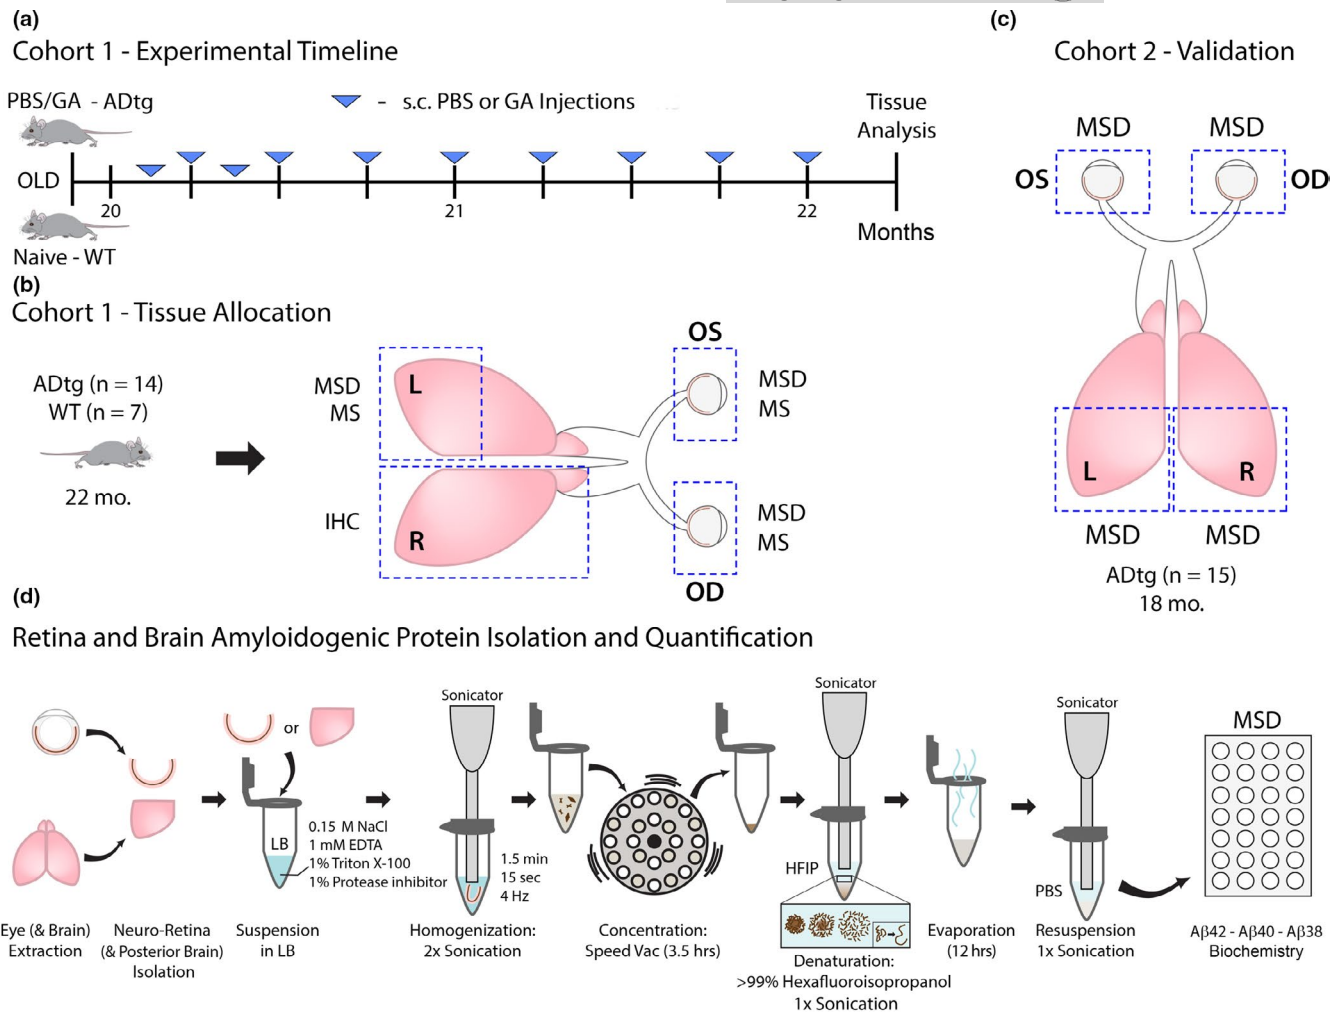 (a)
Cohort 1 - Experimental Timeline
PBS/GA - ADtg
- s.c. PBS or GA Injections
Tissue
Analysis
OLD
20
21
22
Months
Naive - WT
(b)
Cohort 1 - Tissue Allocation
ADtg (n = 14)
WT (n = 7)
22 mo.
MSD
MS
L
IHC
R
OS
MSD
MS
MSD
MS
OD
(c)
Cohort 2 - Validation
MSD
MSD
OS
OD
L
R
MSD
MSD
ADtg (n = 15)
18 mo.
(d)
Retina and Brain Amyloidogenic Protein Isolation and Quantification
or
LB
0.15 M NaCl
1 mM EDTA
1% Triton X-100
1% Protease inhibitor
Sonicator
1.5 min
15 sec
4 Hz
Sonicator
HFIP
Sonicator
PBS
MSD
Eye (& Brain)
Extraction
Neuro-Retina
(& Posterior Brain)
Isolation
Suspension
in LB
Homogenization:
2x Sonication
Concentration:
Speed Vac (3.5 hrs)
Denaturation:
>99% Hexafluoroisopropanol
1x Sonication
Evaporation
(12 hrs)
Resuspension
1x Sonication
Aβ42 - Aβ40 - Aβ38
Biochemistry